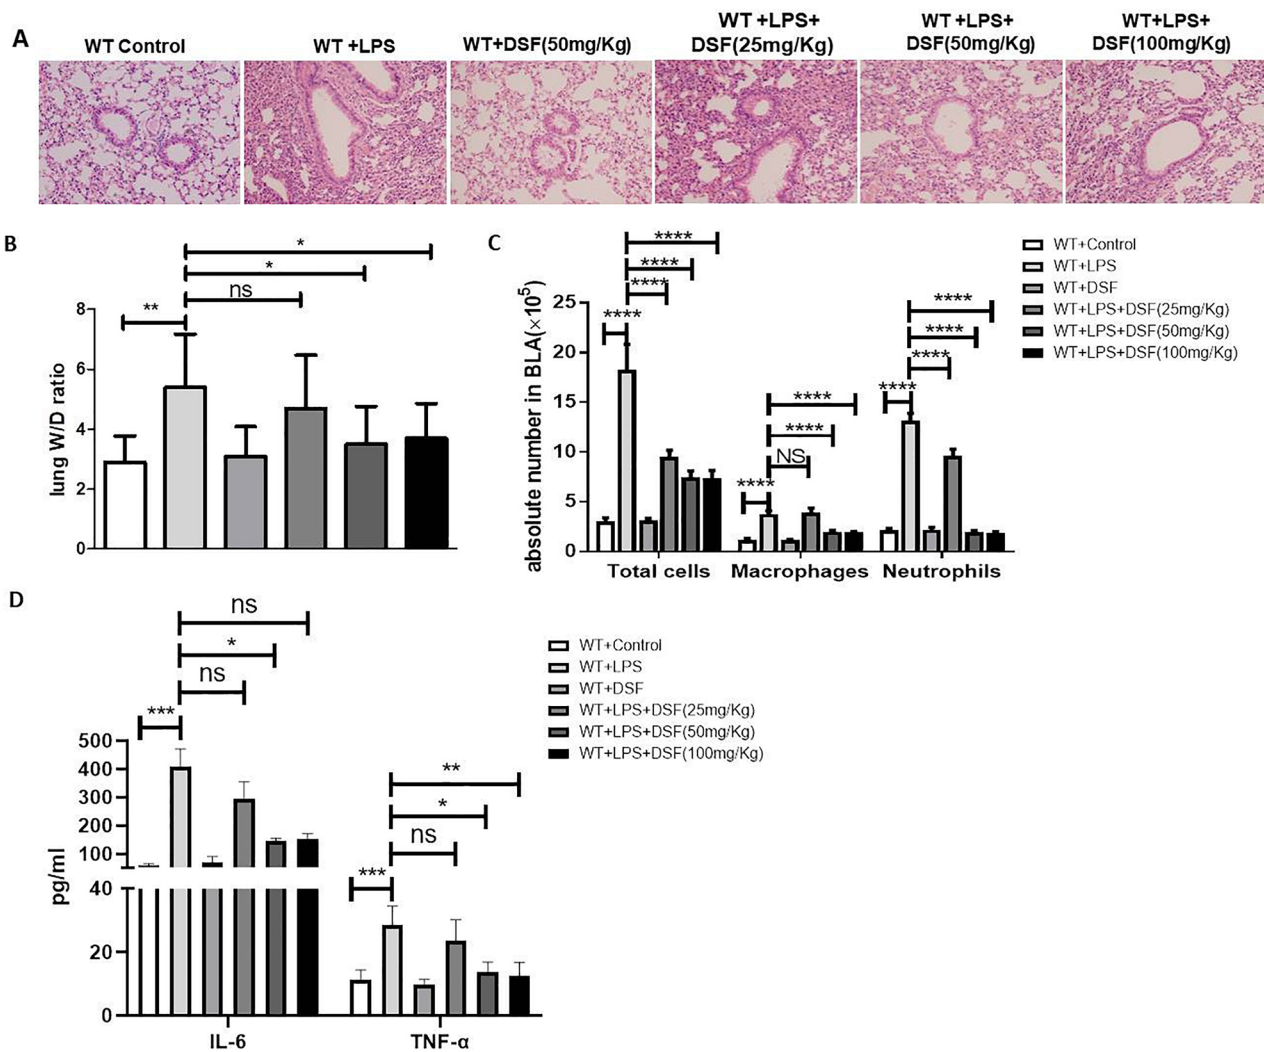 A
WT Control
WT +LPS
WT+DSF(50mg/Kg)
WT +LPS+
DSF(25mg/Kg)
WT +LPS+
DSF(50mg/Kg)
WT+LPS+
DSF(100mg/Kg)
B
*
*
ns
**
8
6
4
2
0
lung W/D ratio
C
****
****
****
****
****
****
NS
****
****
****
****
****
25
20
15
10
5
0
absolute number in BLA(×10⁵)
Total cells
Macrophages
Neutrophils
WT+Control
WT+LPS
WT+DSF
WT+LPS+DSF(25mg/Kg)
WT+LPS+DSF(50mg/Kg)
WT+LPS+DSF(100mg/Kg)
D
ns
*
ns
***
**
*
ns
***
500
400
300
200
100
40
20
0
pg/ml
IL-6
TNF-α
WT+Control
WT+LPS
WT+DSF
WT+LPS+DSF(25mg/Kg)
WT+LPS+DSF(50mg/Kg)
WT+LPS+DSF(100mg/Kg)